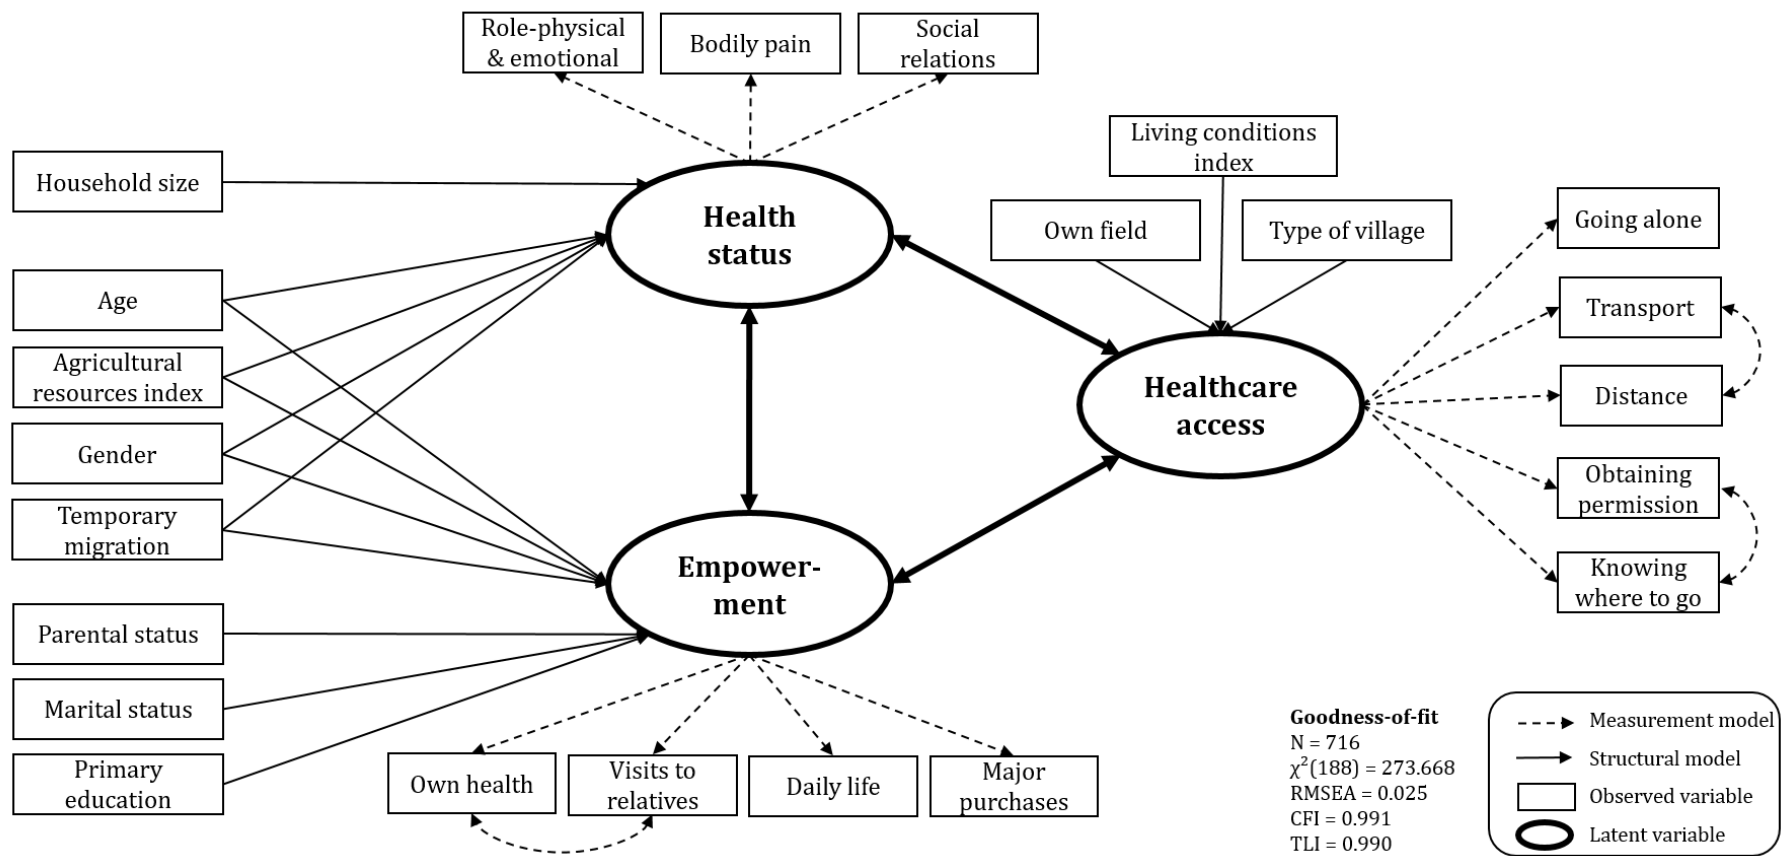 Role-physical
& emotional
Bodily pain
Social
relations
Living conditions
index
Household size
Health
status
Own field
Type of village
Going alone
Age
Transport
Agricultural
resources index
Healthcare
access
Distance
Gender
Obtaining
permission
Temporary
migration
Empower-
ment
Knowing
where to go
Parental status
Marital status
Primary
education
Own health
Visits to
relatives
Daily life
Major
purchases
Goodness-of-fit
N = 716
χ²(188) = 273.668
RMSEA = 0.025
CFI = 0.991
TLI = 0.990
Measurement model
Structural model
Observed variable
Latent variable